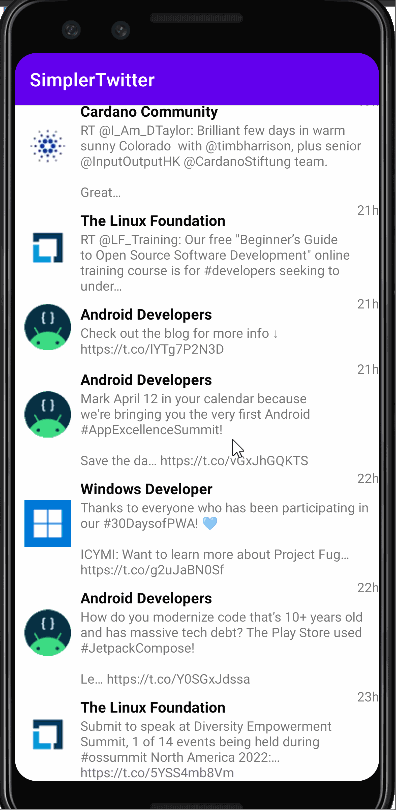 SimplerTwitter
Cardano Community
RT @I_Am_DTaylor: Brilliant few days in warm
sunny Colorado with @timbharrison, plus senior
@InputOutputHK @CardanoStiftung team.
Great…
21h
The Linux Foundation
RT @LF_Training: Our free "Beginner's Guide
to Open Source Software Development" online
training course is for #developers seeking to
under…
21h
Android Developers
Check out the blog for more info ↓
https://t.co/lYTg7P2N3D
21h
Android Developers
Mark April 12 in your calendar because
we're bringing you the very first Android
#AppExcellenceSummit!
Save the da… https://t.co/vGxJhGQKTS
22h
Windows Developer
Thanks to everyone who has been participating in
our #30DaysofPWA! 🩵
ICYMI: Want to learn more about Project Fug…
https://t.co/g2uJaBN0Sf
22h
Android Developers
How do you modernize code that's 10+ years old
and has massive tech debt? The Play Store used
#JetpackCompose!
Le… https://t.co/Y0SGxJdssa
23h
The Linux Foundation
Submit to speak at Diversity Empowerment
Summit, 1 of 14 events being held during
#ossummit North America 2022:…
https://t.co/5YSS4mb8Vm